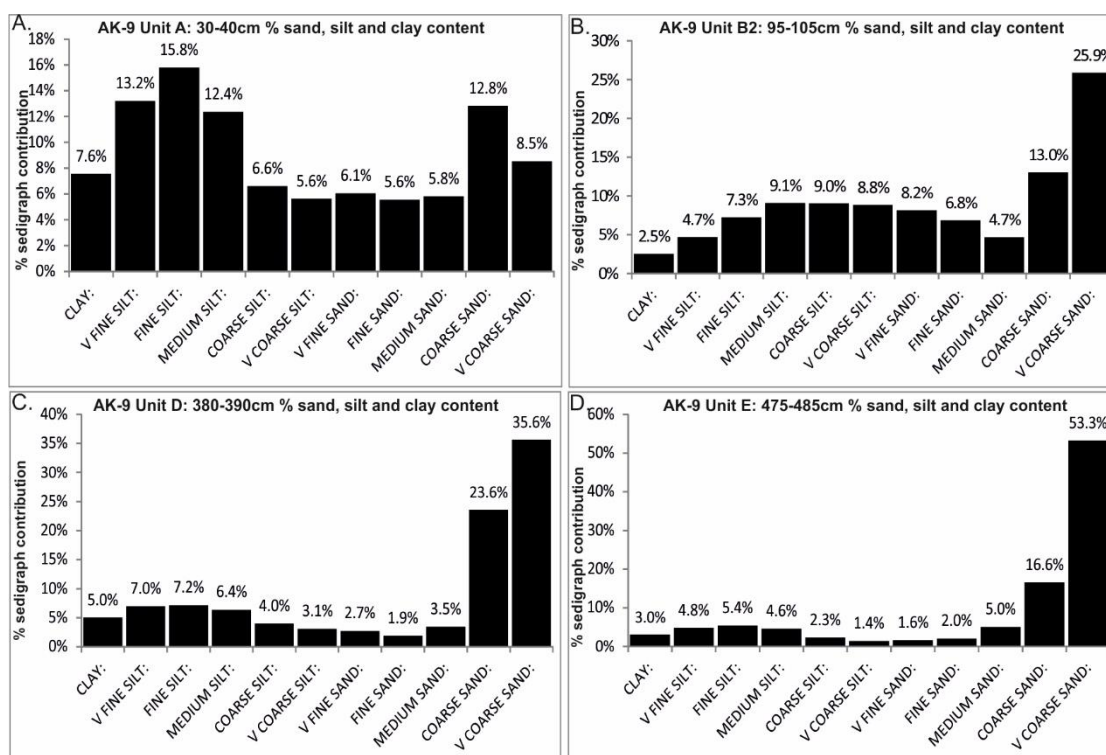 A.
AK-9 Unit A: 30-40cm % sand, silt and clay content
% sedigraph contribution
18%
16%
14%
12%
10%
8%
6%
4%
2%
0%
7.6%
13.2%
15.8%
12.4%
6.6%
5.6%
6.1%
5.6%
5.8%
12.8%
8.5%
CLAY:
V FINE SILT:
FINE SILT:
MEDIUM SILT:
COARSE SILT:
V COARSE SILT:
V FINE SAND:
FINE SAND:
MEDIUM SAND:
COARSE SAND:
V COARSE SAND:
B.
AK-9 Unit B2: 95-105cm % sand, silt and clay content
% sedigraph contribution
30%
25%
20%
15%
10%
5%
0%
2.5%
4.7%
7.3%
9.1%
9.0%
8.8%
8.2%
6.8%
4.7%
13.0%
25.9%
CLAY:
V FINE SILT:
FINE SILT:
MEDIUM SILT:
COARSE SILT:
V COARSE SILT:
V FINE SAND:
FINE SAND:
MEDIUM SAND:
COARSE SAND:
V COARSE SAND:
C.
AK-9 Unit D: 380-390cm % sand, silt and clay content
% sedigraph contribution
40%
35%
30%
25%
20%
15%
10%
5%
0%
5.0%
7.0%
7.2%
6.4%
4.0%
3.1%
2.7%
1.9%
3.5%
23.6%
35.6%
CLAY:
V FINE SILT:
FINE SILT:
MEDIUM SILT:
COARSE SILT:
V COARSE SILT:
V FINE SAND:
FINE SAND:
MEDIUM SAND:
COARSE SAND:
V COARSE SAND:
D.
AK-9 Unit E: 475-485cm % sand, silt and clay content
% sedigraph contribution
60%
50%
40%
30%
20%
10%
0%
3.0%
4.8%
5.4%
4.6%
2.3%
1.4%
1.6%
2.0%
5.0%
16.6%
53.3%
CLAY:
V FINE SILT:
FINE SILT:
MEDIUM SILT:
COARSE SILT:
V COARSE SILT:
V FINE SAND:
FINE SAND:
MEDIUM SAND:
COARSE SAND:
V COARSE SAND: